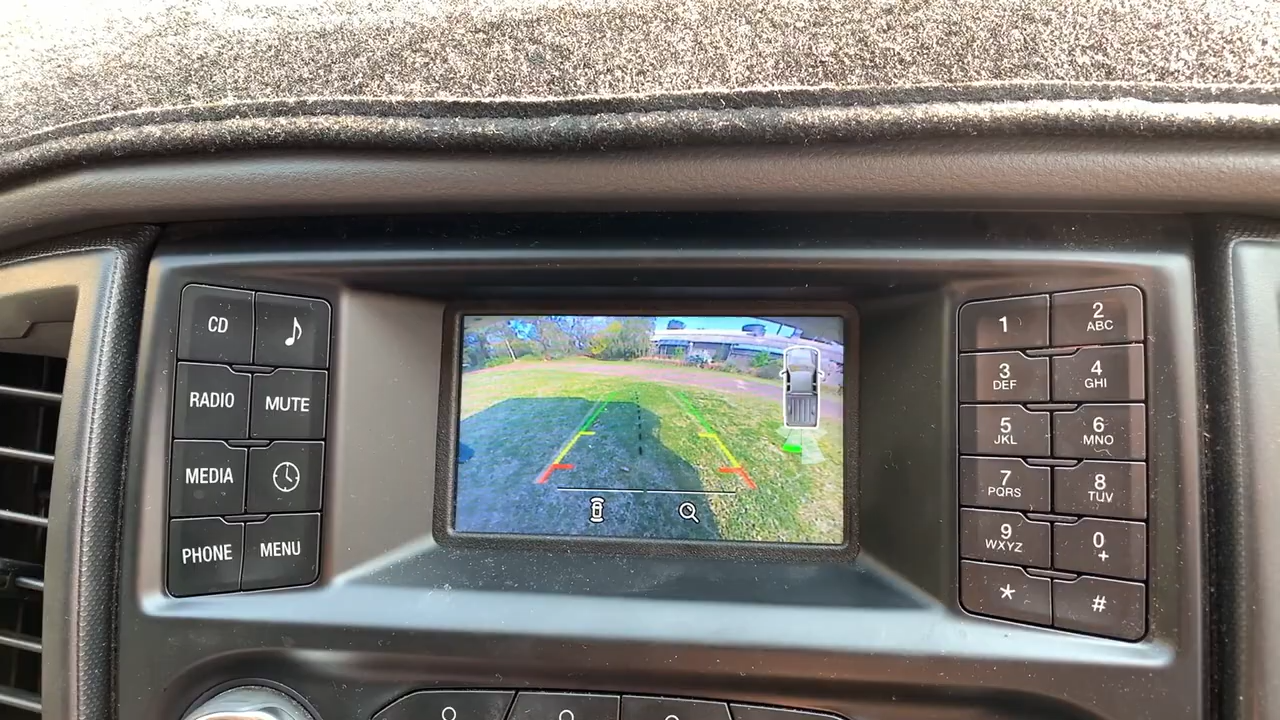 CD
RADIO
MUTE
MEDIA
PHONE
MENU
1
2
ABC
3
DEF
4
GHI
5
JKL
6
MNO
7
PQRS
8
TUV
9
WXYZ
0
+
*
#